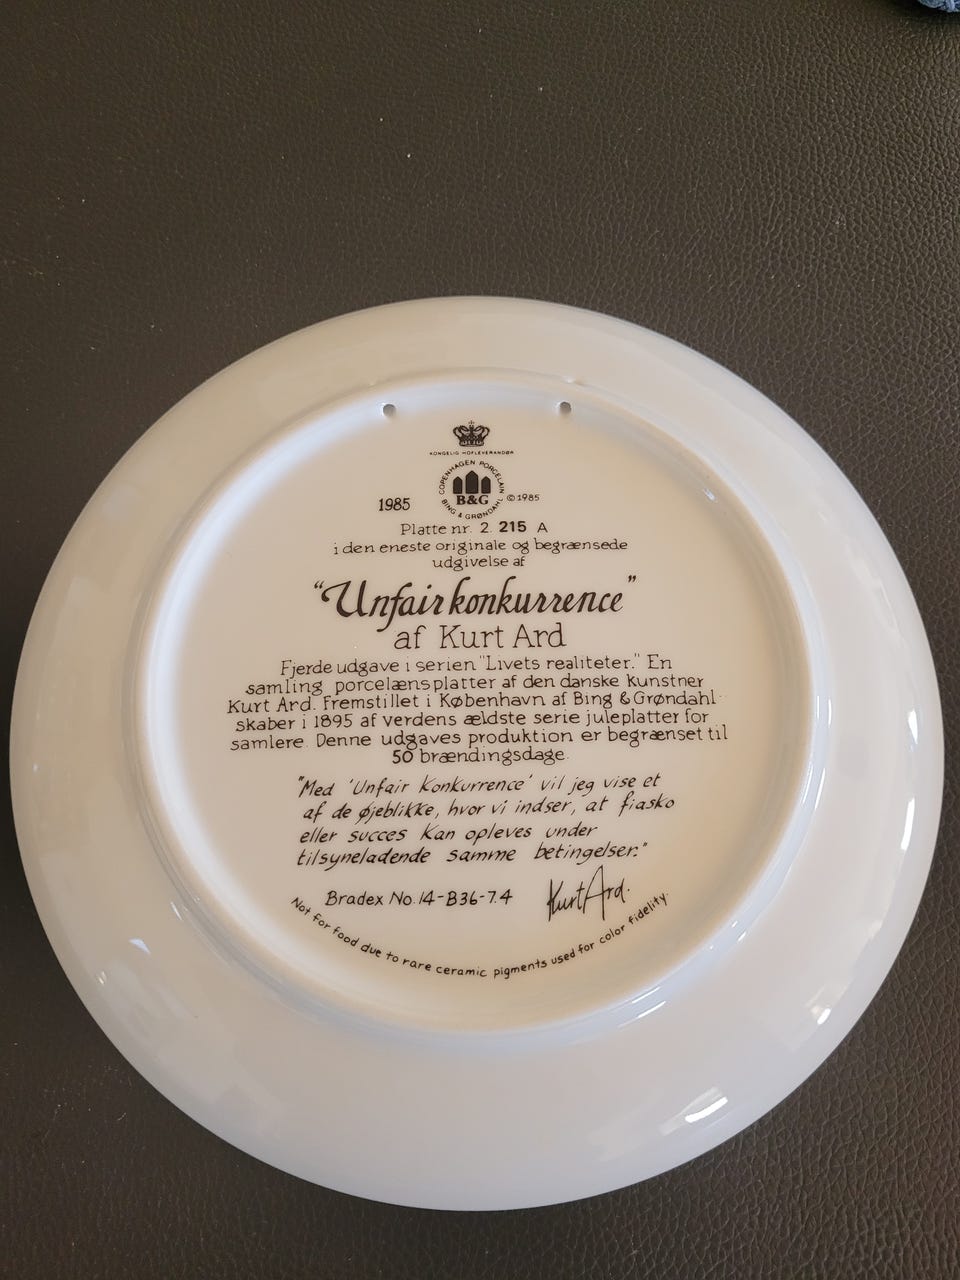 KONGELIG HOFLEVERANDØR
COPENHAGEN PORCELAIN
B&G
BING & GRØNDAHL
1985
© 1985
Platte nr. 2. 215 A
i den eneste originale og begrænsede
udgivelse af
"Unfair konkurrence"
af Kurt Ard
Fjerde udgave i serien "Livets realiteter." En
samling porcelænsplatter af den danske kunstner
Kurt Ard. Fremstillet i København af Bing & Grøndahl
skaber i 1895 af verdens ældste serie juleplatter for
samlere. Denne udgaves produktion er begrænset til
50 brændingsdage.
"Med 'Unfair Konkurrence' vil jeg vise et
af de øjeblikke, hvor vi indser, at fiasko
eller succes kan opleves under
tilsyneladende samme betingelser."
Bradex No. 14-B36-7.4
Kurt Ard.
Not for food due to rare ceramic pigments used for color fidelity.